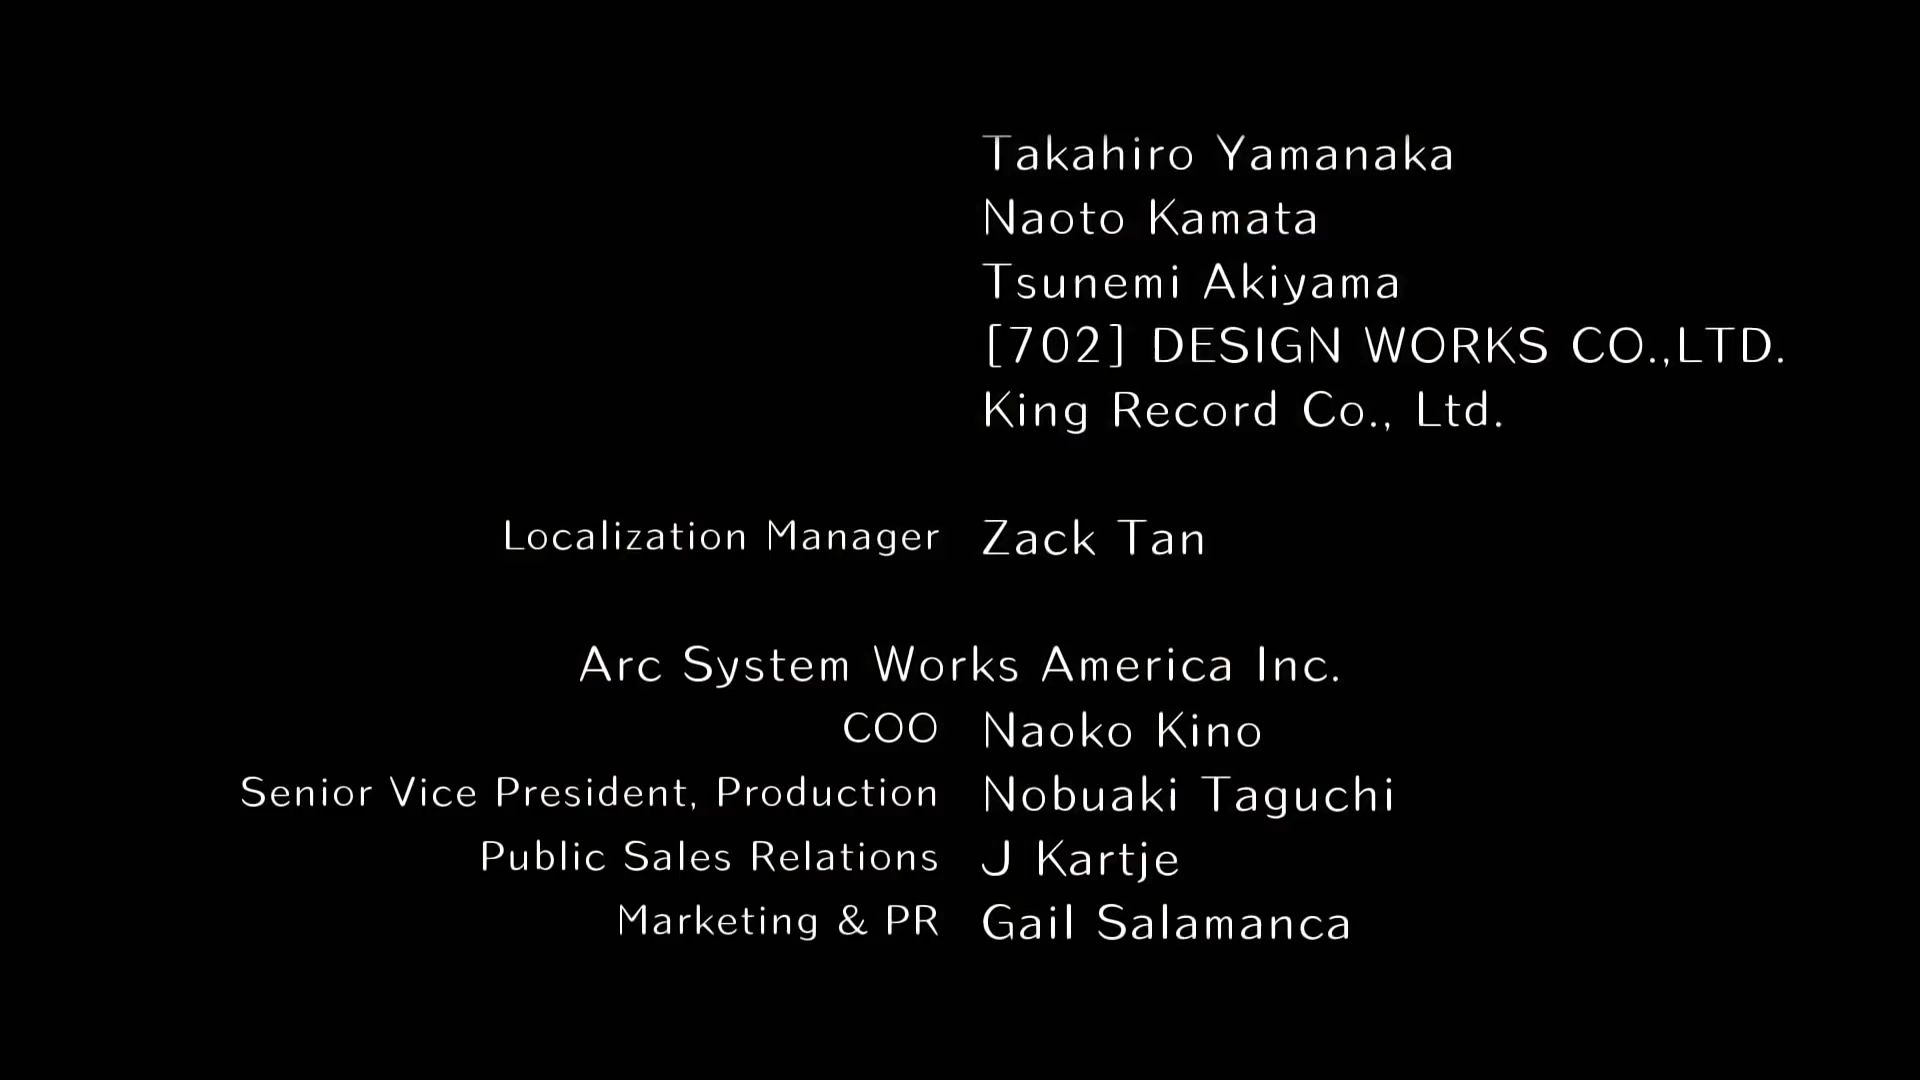 Takahiro Yamanaka
Naoto Kamata
Tsunemi Akiyama
[702] DESIGN WORKS CO.,LTD.
King Record Co., Ltd.
Localization Manager Zack Tan
Arc System Works America Inc.
COO Naoko Kino
Senior Vice President, Production Nobuaki Taguchi
Public Sales Relations J Kartje
Marketing & PR Gail Salamanca